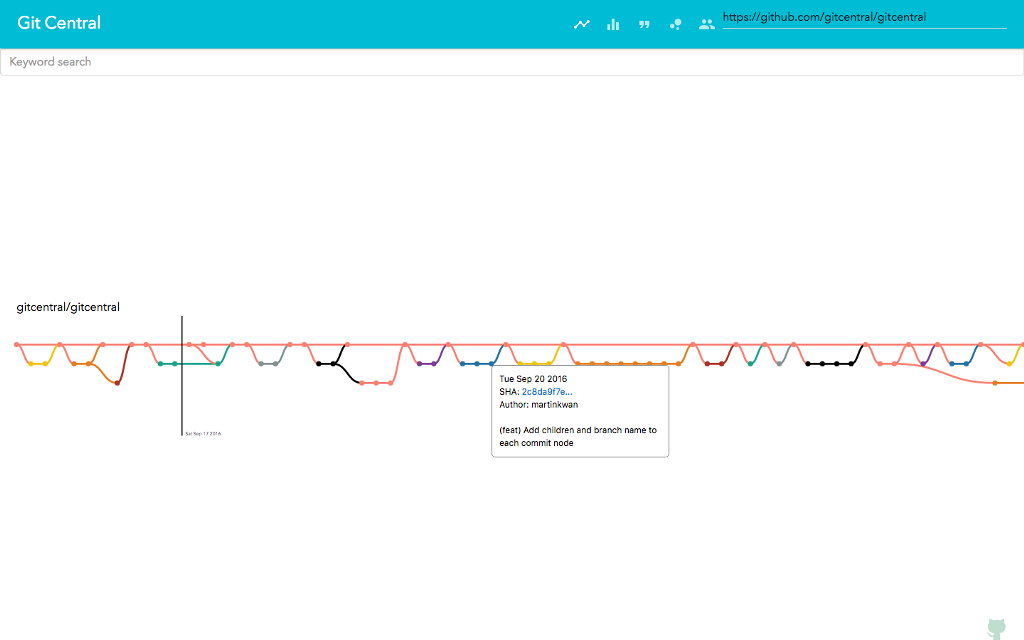 Git Central
https://github.com/gitcentral/gitcentral
Keyword search
gitcentral/gitcentral
Tue Sep 20 2016
SHA: 2c8da9f7e...
Author: martinkwan
(feat) Add children and branch name to
each commit node
Sat Sep 17 2016